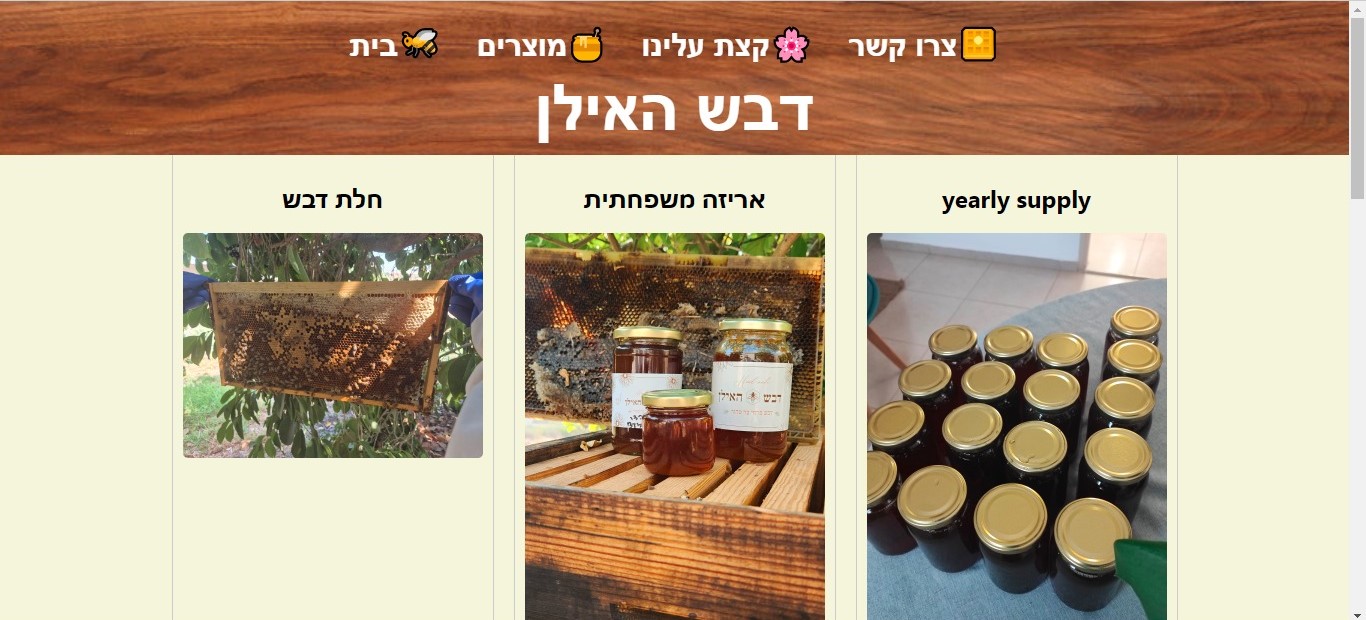 בית מוצרים קצת עלינו צרו קשר
דבש האילן
חלת דבש
אריזה משפחתית
yearly supply
דבש האילן